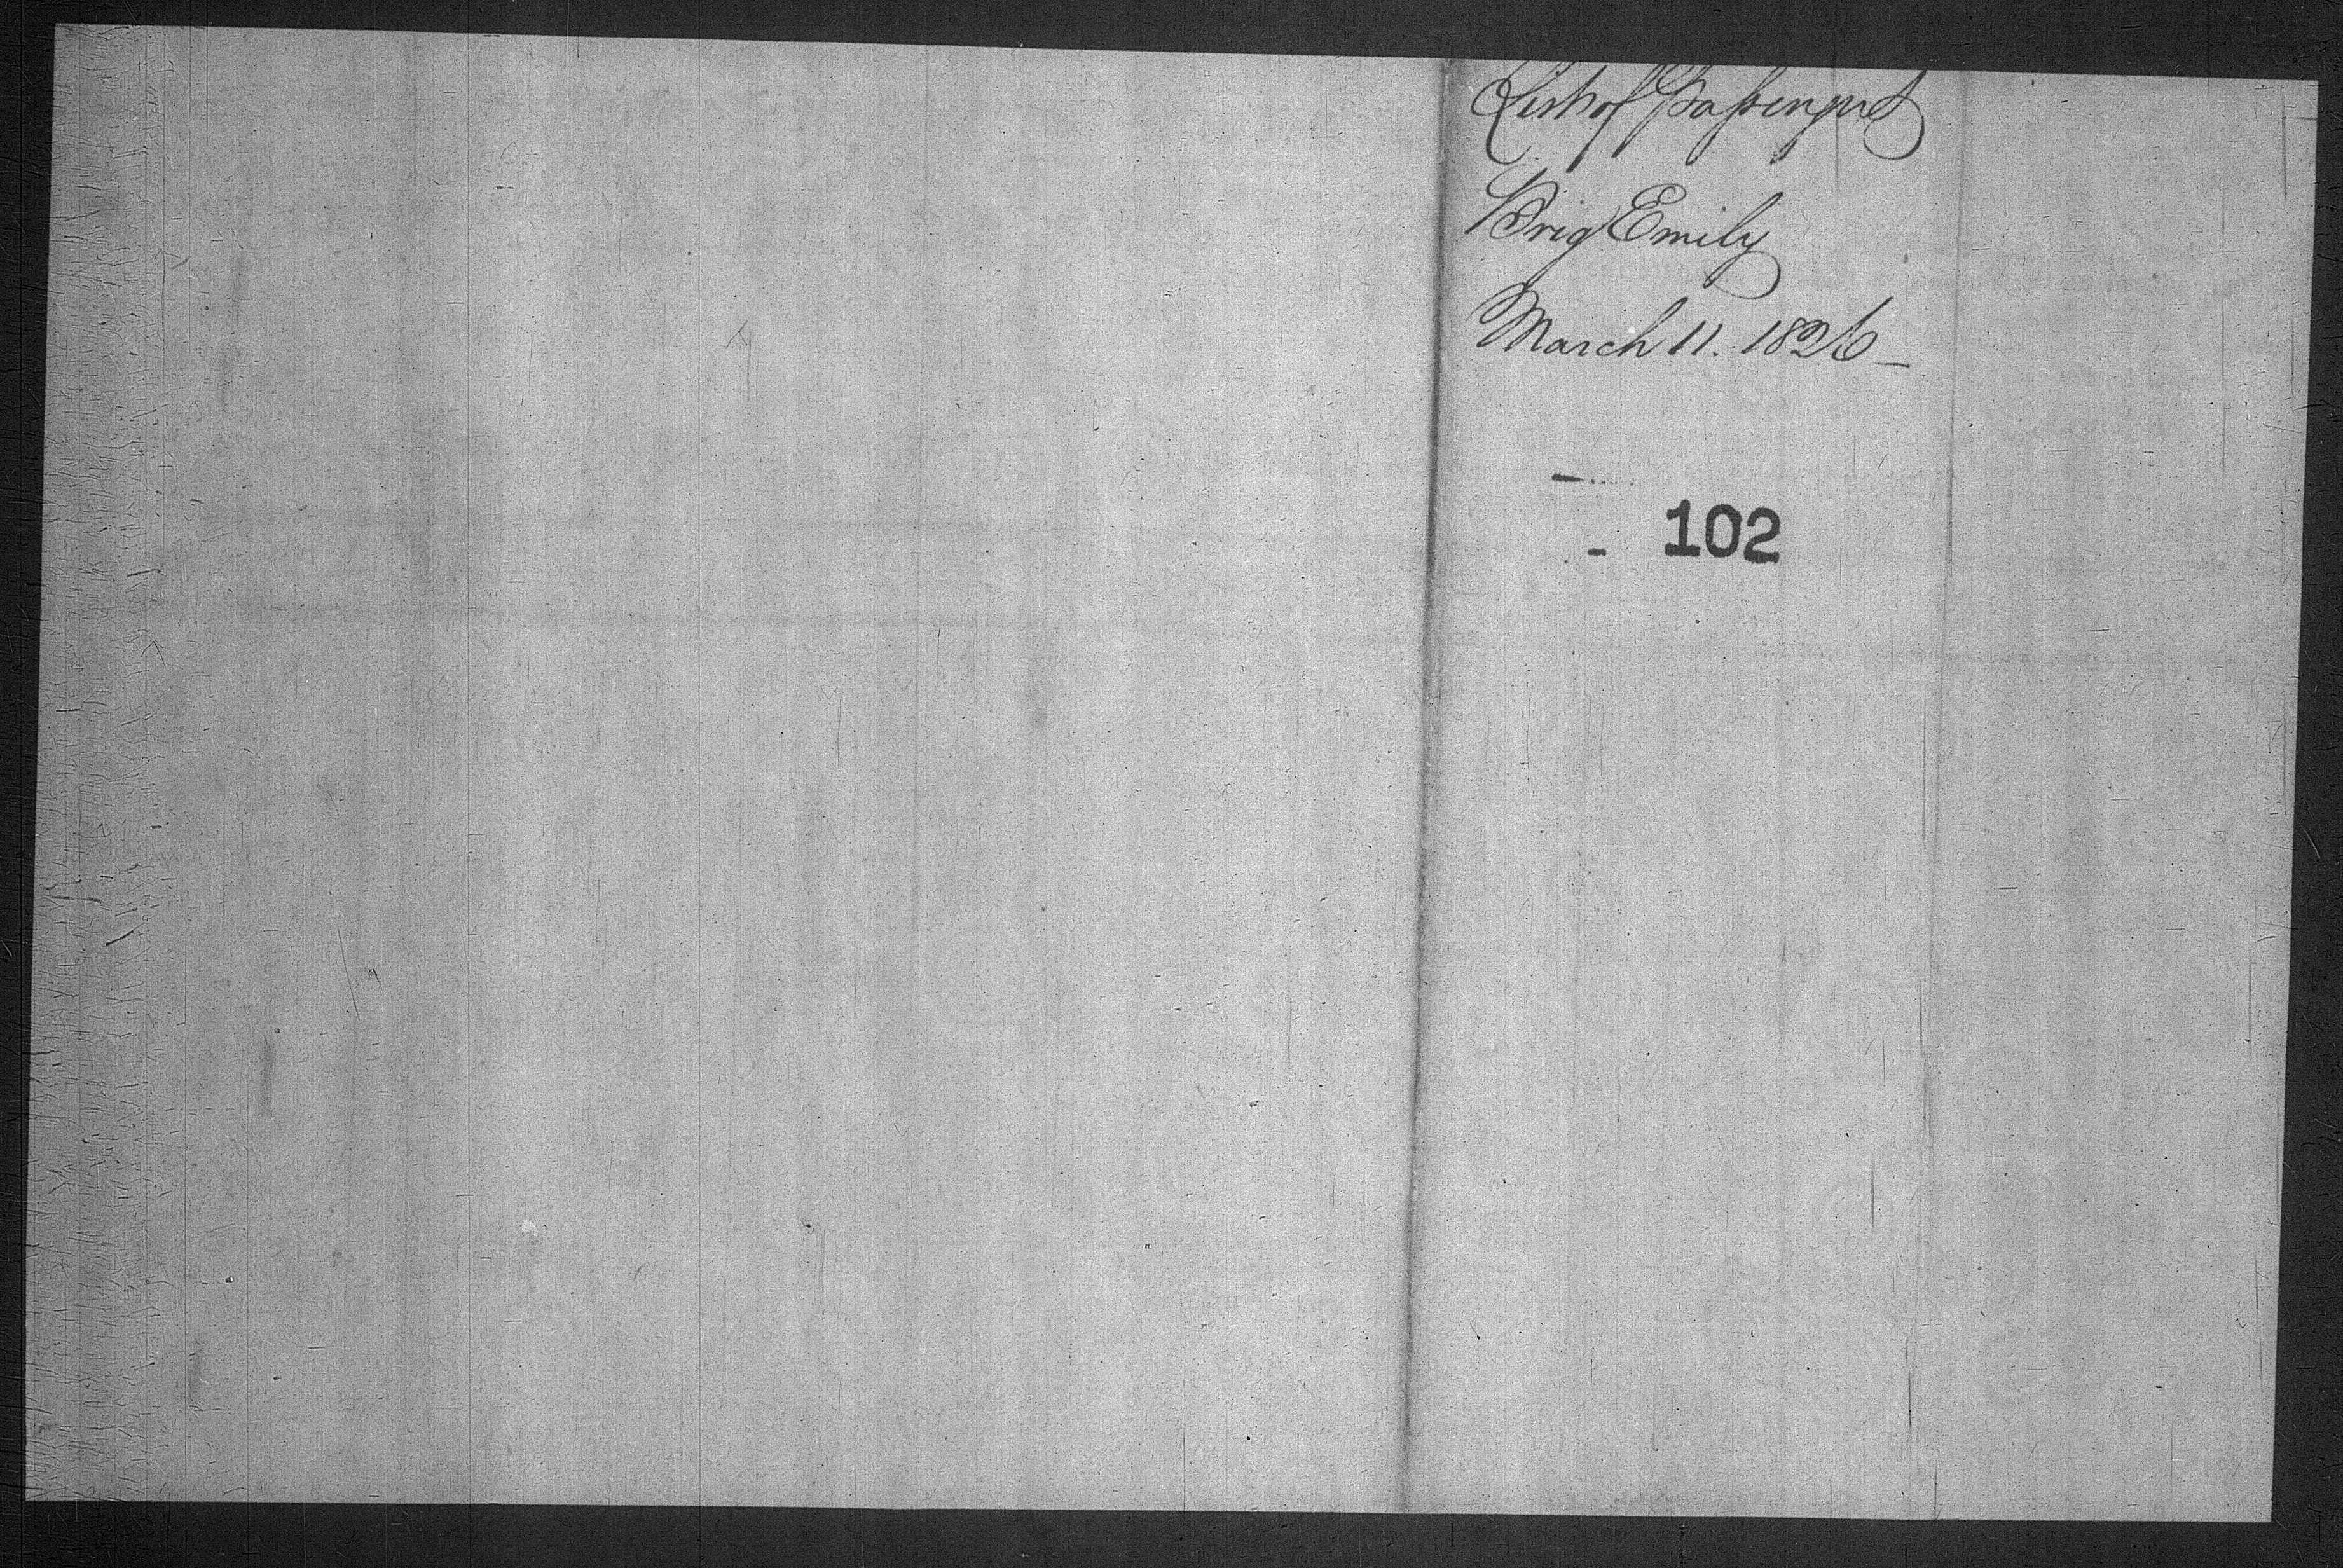 List of Passengers
Brig Emily
March 11. 1826
102